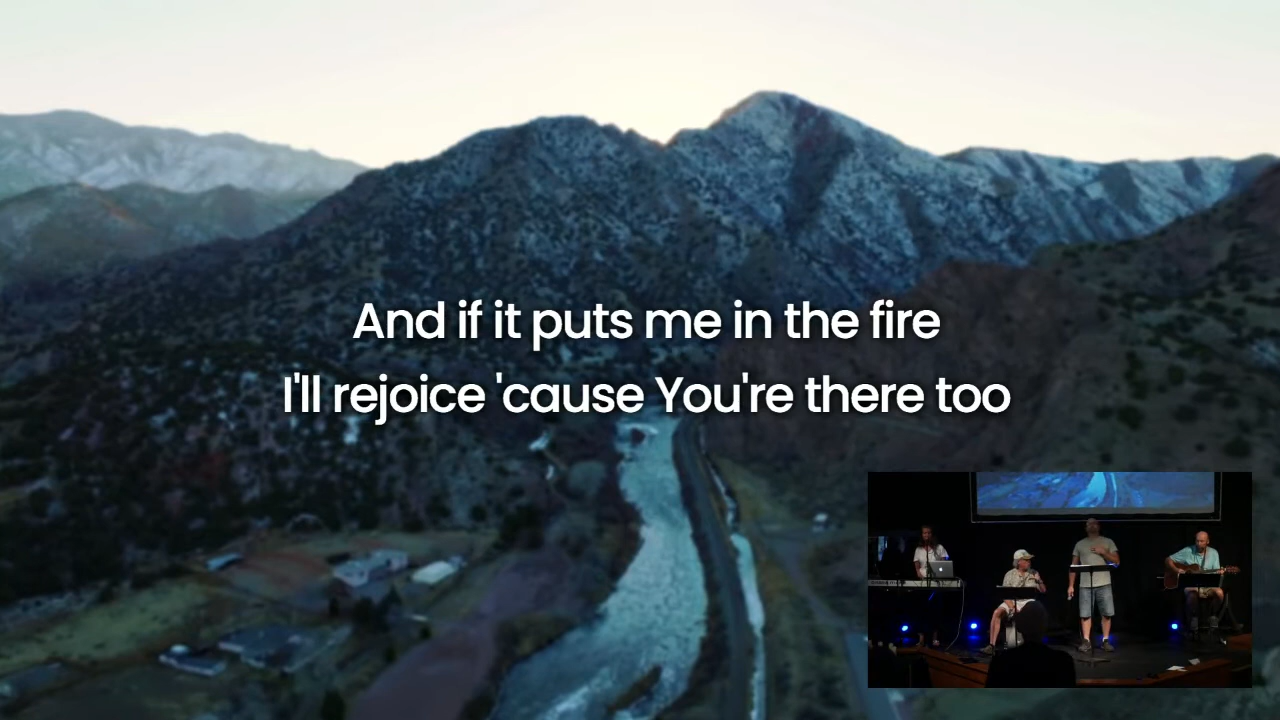 And if it puts me in the fire
I'll rejoice 'cause You're there too